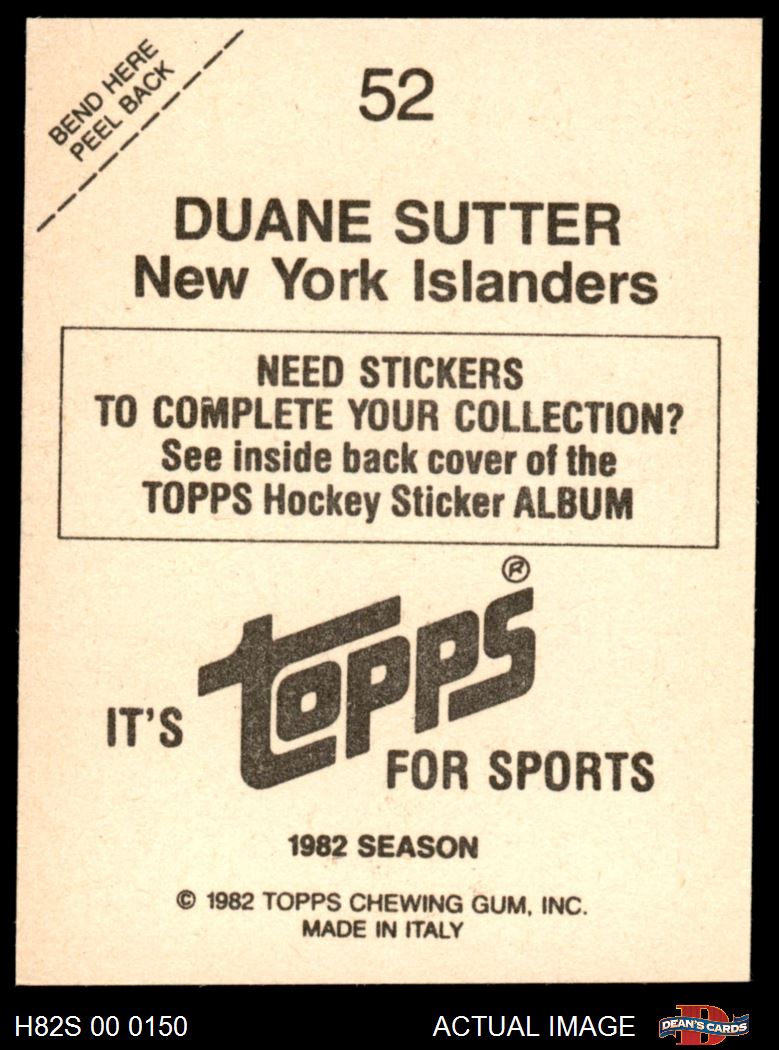 BEND HERE
PEEL BACK
52
DUANE SUTTER
New York Islanders
NEED STICKERS
TO COMPLETE YOUR COLLECTION?
See inside back cover of the
TOPPS Hockey Sticker ALBUM
®
IT'S topps FOR SPORTS
1982 SEASON
© 1982 TOPPS CHEWING GUM, INC.
MADE IN ITALY
H82S 00 0150
ACTUAL IMAGE
D
DEAN'S CARDS